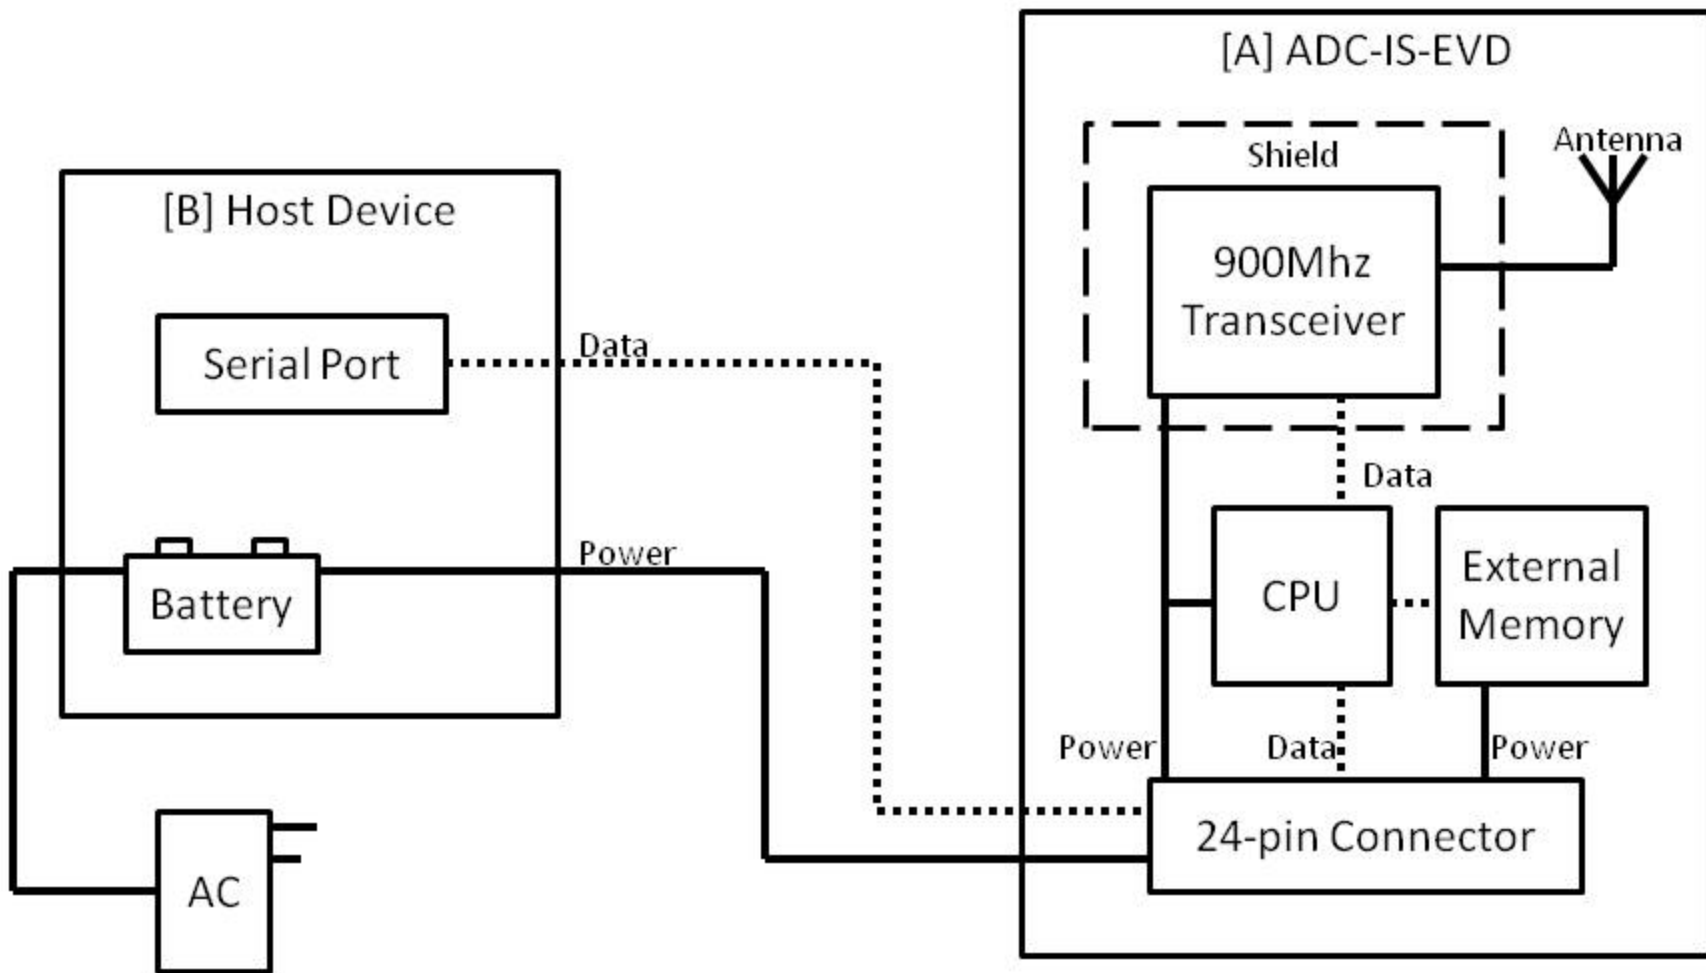 [A] ADC-IS-EVD
Shield
Antenna
900Mhz
Transceiver
[B] Host Device
Serial Port
Data
Data
Power
Battery
CPU
External
Memory
Power
Data
Power
24-pin Connector
AC